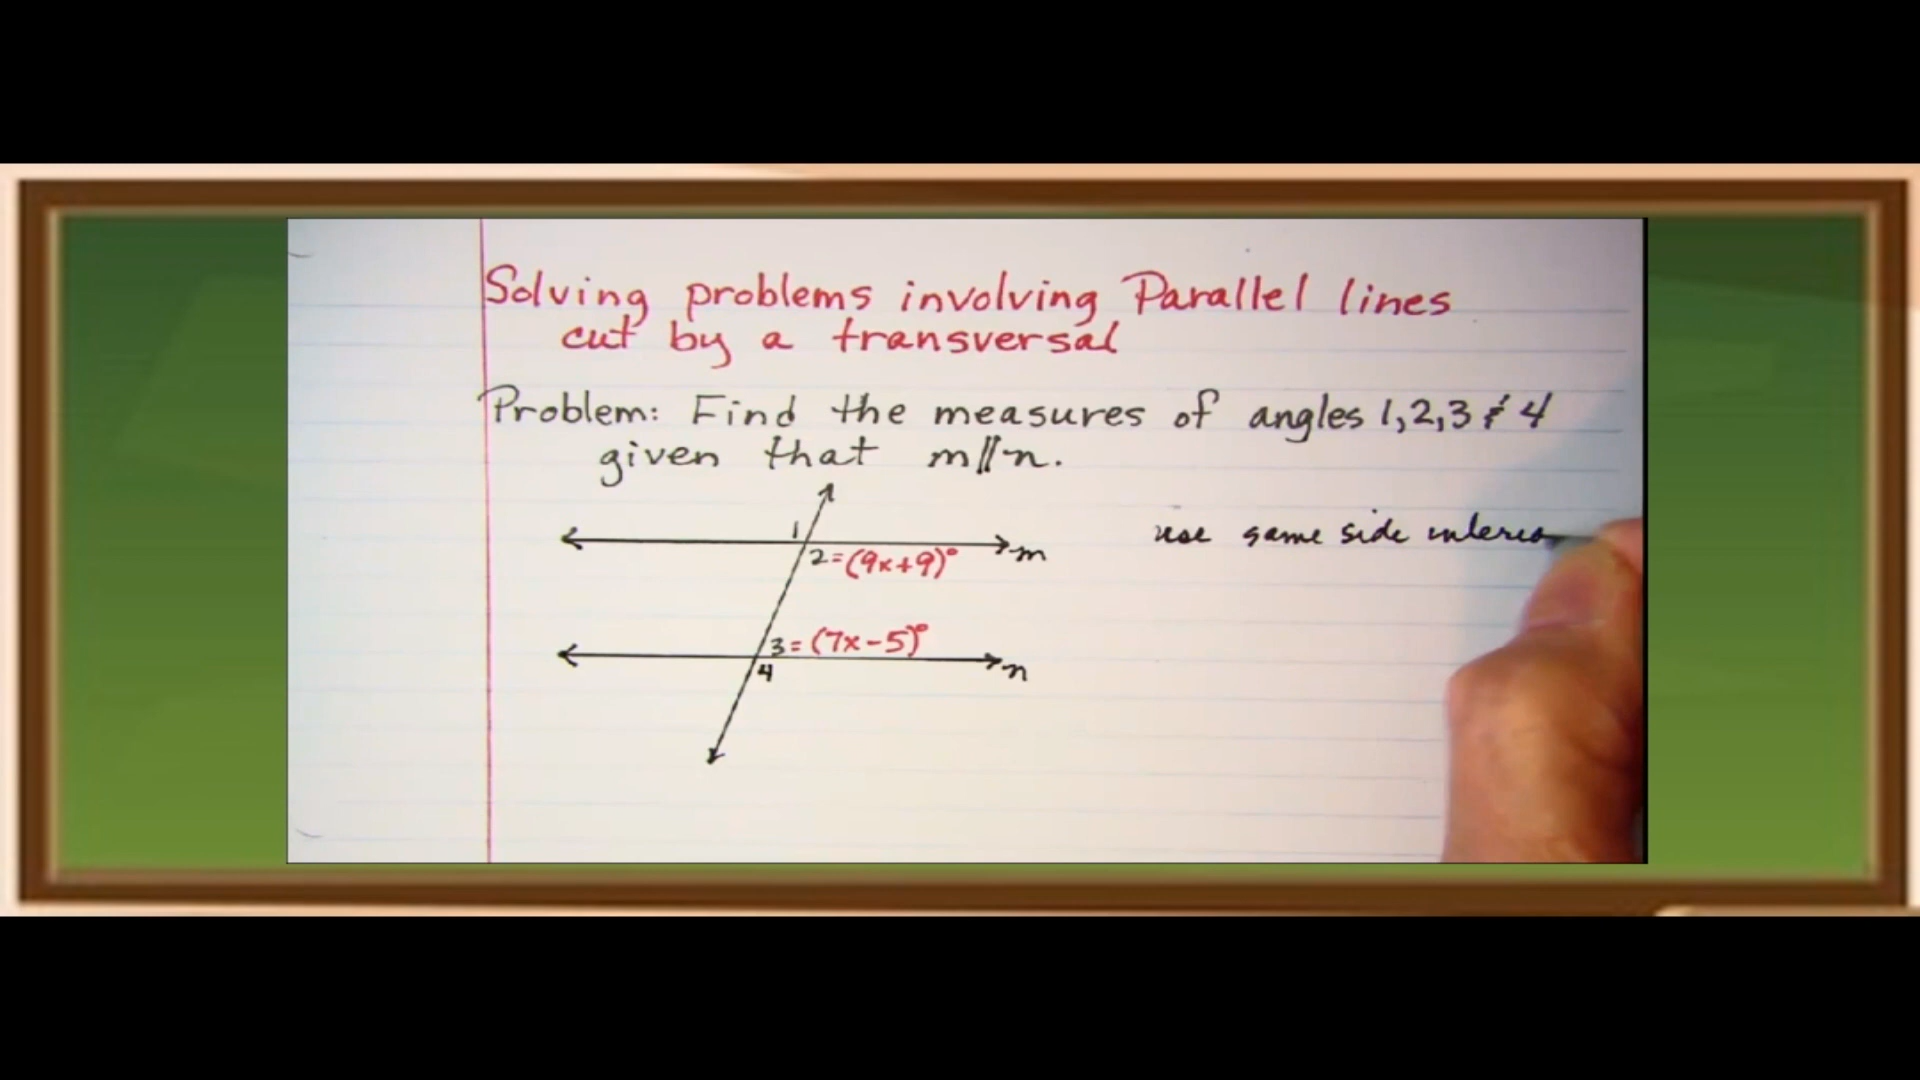 Solving problems involving Parallel lines
cut by a transversal
Problem: Find the measures of angles 1,2,3 & 4
given that m//n.
use same side interio
1
2=(9x+9)°
m
3=(7x-5)°
n
4